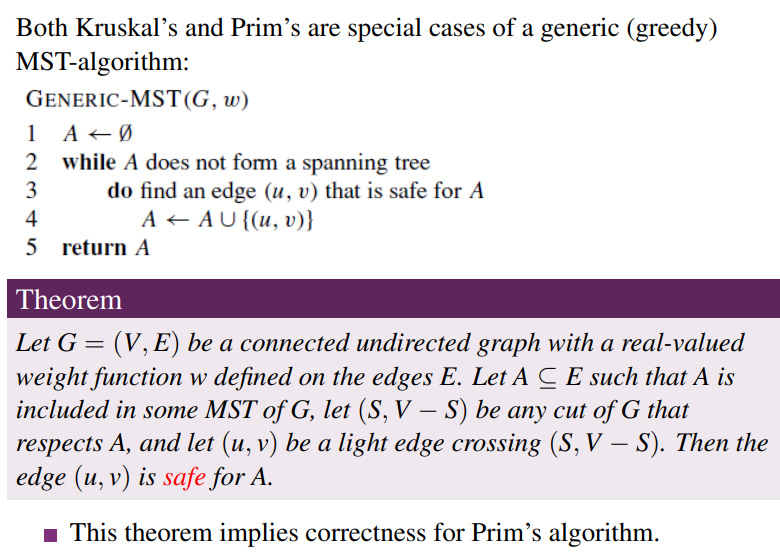 Both Kruskal's and Prim's are special cases of a generic (greedy)
MST-algorithm:
GENERIC-MST(G, w)
1 A ← Ø
2 while A does not form a spanning tree
3 do find an edge (u, v) that is safe for A
4 A ← A ∪ {(u, v)}
5 return A
Theorem
Let G = (V, E) be a connected undirected graph with a real-valued
weight function w defined on the edges E. Let A ⊆ E such that A is
included in some MST of G, let (S, V − S) be any cut of G that
respects A, and let (u, v) be a light edge crossing (S, V − S). Then the
edge (u, v) is safe for A.
■ This theorem implies correctness for Prim's algorithm.